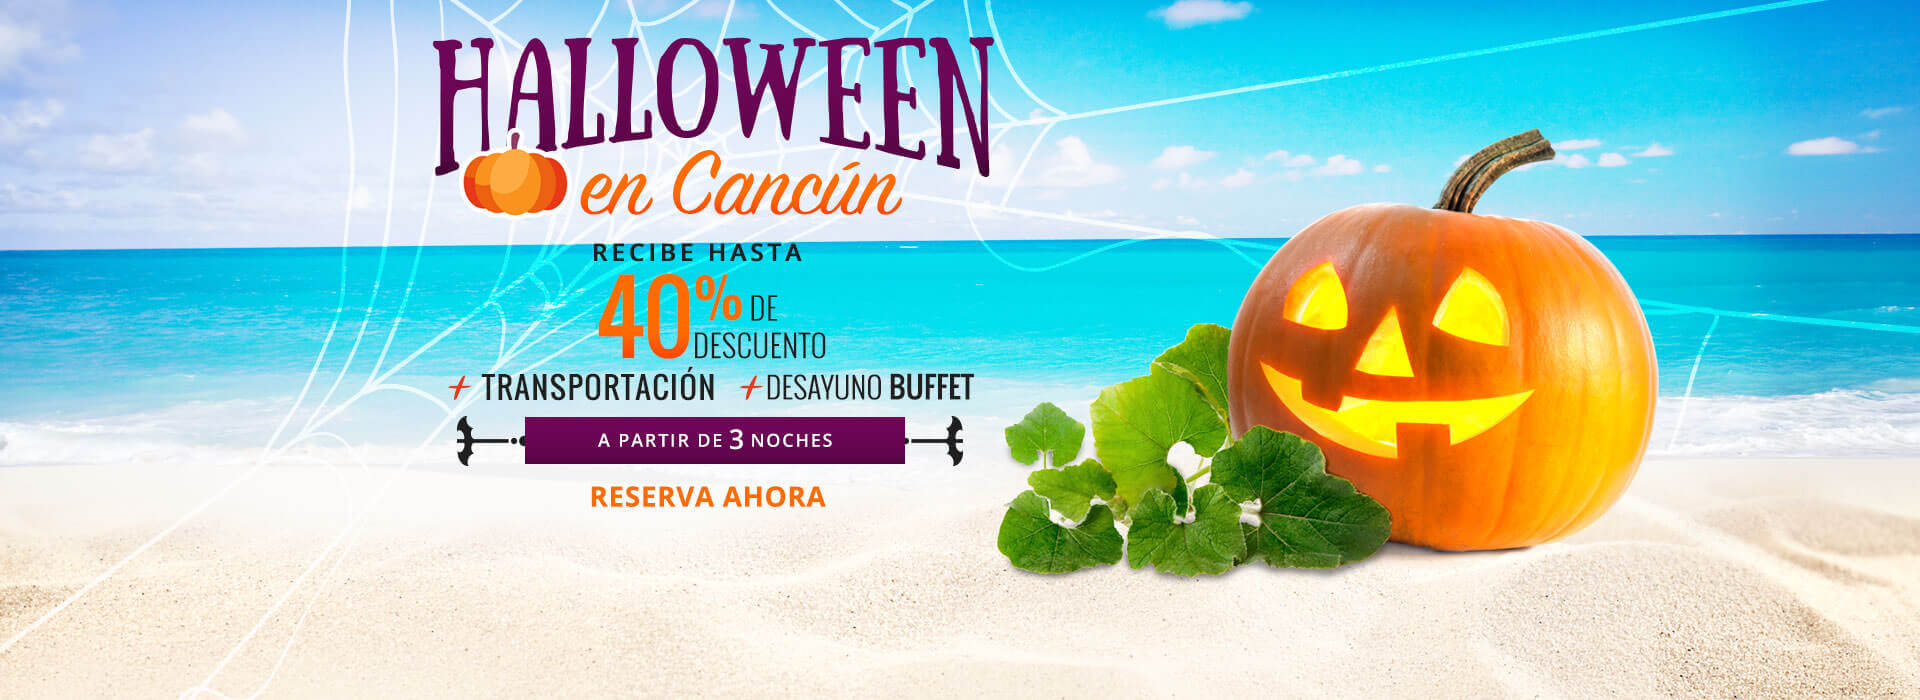 HALLOWEEN
en Cancún
RECIBE HASTA
40% DE
DESCUENTO
+ TRANSPORTACIÓN + DESAYUNO BUFFET
A PARTIR DE 3 NOCHES
RESERVA AHORA